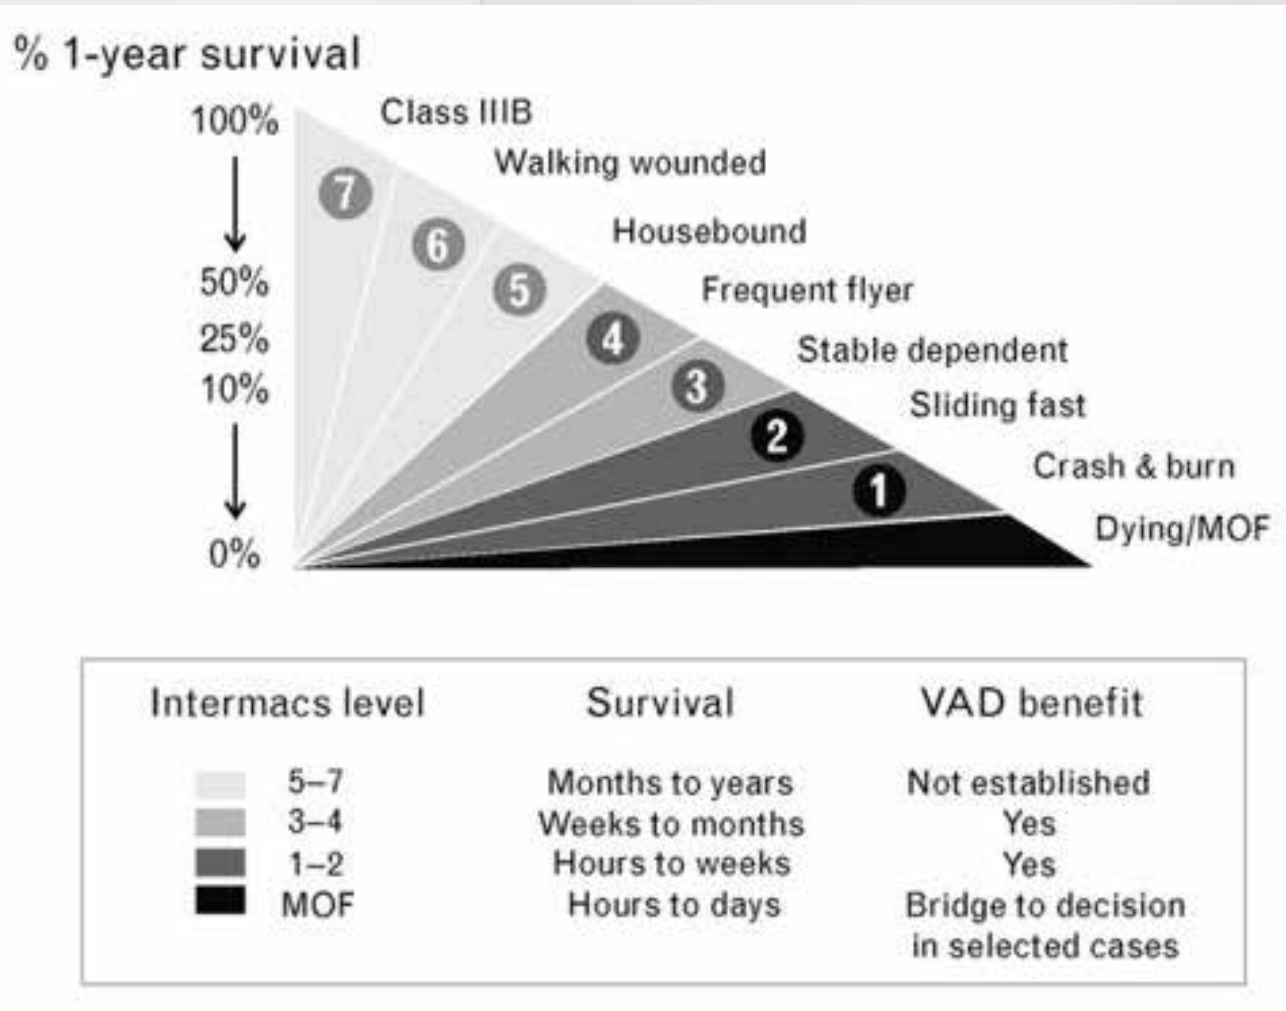 % 1-year survival
100%
Class IIIB
Walking wounded
7
Housebound
6
50%
5
Frequent flyer
25%
4
Stable dependent
10%
3
Sliding fast
2
Crash & burn
1
Dying/MOF
0%
Intermacs level Survival VAD benefit
5–7 Months to years Not established
3–4 Weeks to months Yes
1–2 Hours to weeks Yes
MOF Hours to days Bridge to decision
in selected cases